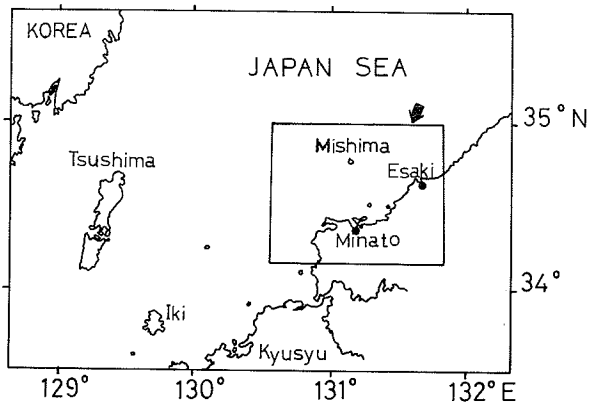 KOREA
JAPAN SEA
35°N
Mishima
Tsushima
Esaki
Minato
34°
Iki
Kyusyu
129° 130° 131° 132°E